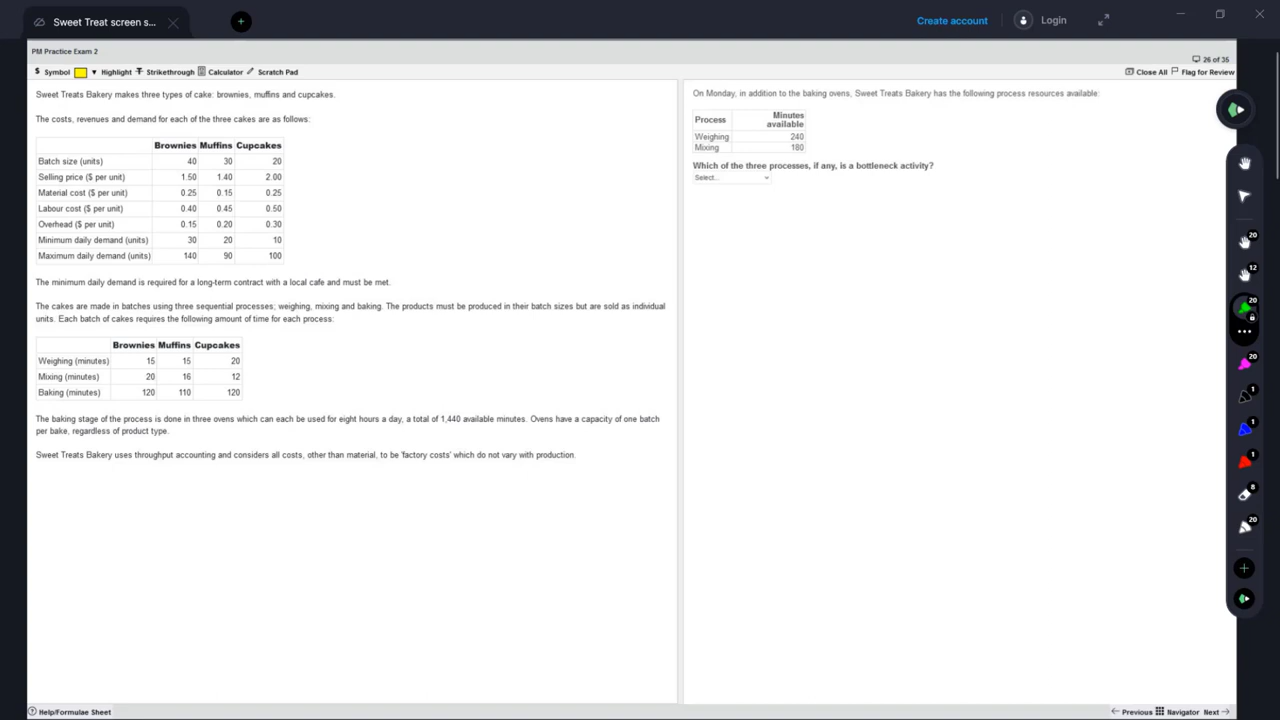 Sweet Treat screen s...
Create account
Login
PM Practice Exam 2
26 of 35
$ Symbol Highlight Strikethrough Calculator Scratch Pad
Close All Flag for Review
Sweet Treats Bakery makes three types of cake: brownies, muffins and cupcakes.
The costs, revenues and demand for each of the three cakes are as follows:
Brownies Muffins Cupcakes
Batch size (units) 40 30 20
Selling price ($ per unit) 1.50 1.40 2.00
Material cost ($ per unit) 0.25 0.15 0.25
Labour cost ($ per unit) 0.40 0.45 0.50
Overhead ($ per unit) 0.15 0.20 0.30
Minimum daily demand (units) 30 20 10
Maximum daily demand (units) 140 90 100
The minimum daily demand is required for a long-term contract with a local cafe and must be met.
The cakes are made in batches using three sequential processes; weighing, mixing and baking. The products must be produced in their batch sizes but are sold as individual
units. Each batch of cakes requires the following amount of time for each process:
Brownies Muffins Cupcakes
Weighing (minutes) 15 15 20
Mixing (minutes) 20 16 12
Baking (minutes) 120 110 120
The baking stage of the process is done in three ovens which can each be used for eight hours a day, a total of 1,440 available minutes. Ovens have a capacity of one batch
per bake, regardless of product type.
Sweet Treats Bakery uses throughput accounting and considers all costs, other than material, to be 'factory costs' which do not vary with production.
On Monday, in addition to the baking ovens, Sweet Treats Bakery has the following process resources available:
Process Minutes
available
Weighing 240
Mixing 180
Which of the three processes, if any, is a bottleneck activity?
Select...
20
12
20
20
1
1
1
8
20
Help/Formulae Sheet
Previous Navigator Next